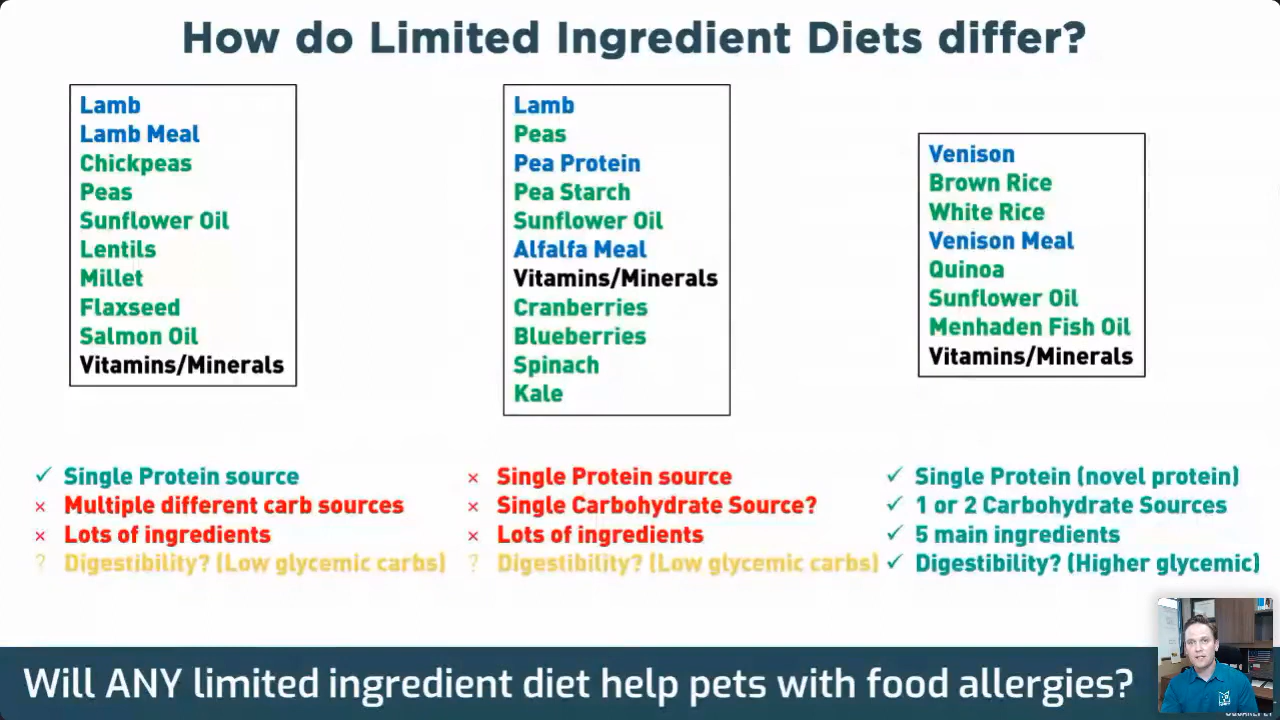 How do Limited Ingredient Diets differ?
Lamb
Lamb Meal
Chickpeas
Peas
Sunflower Oil
Lentils
Millet
Flaxseed
Salmon Oil
Vitamins/Minerals
Lamb
Peas
Pea Protein
Pea Starch
Sunflower Oil
Alfalfa Meal
Vitamins/Minerals
Cranberries
Blueberries
Spinach
Kale
Venison
Brown Rice
White Rice
Venison Meal
Quinoa
Sunflower Oil
Menhaden Fish Oil
Vitamins/Minerals
✓ Single Protein source
× Multiple different carb sources
× Lots of ingredients
? Digestibility? (Low glycemic carbs)
× Single Protein source
× Single Carbohydrate Source?
× Lots of ingredients
? Digestibility? (Low glycemic carbs)
✓ Single Protein (novel protein)
✓ 1 or 2 Carbohydrate Sources
✓ 5 main ingredients
✓ Digestibility? (Higher glycemic)
Will ANY limited ingredient diet help pets with food allergies?